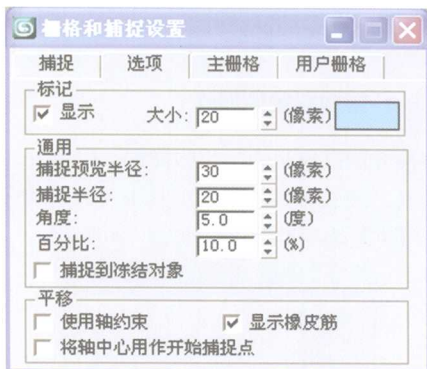 栅格和捕捉设置
捕捉 选项 主栅格 用户栅格
标记
显示 大小: 20 (像素)
通用
捕捉预览半径: 30 (像素)
捕捉半径: 20 (像素)
角度: 5.0 (度)
百分比: 10.0 (%)
捕捉到冻结对象
平移
使用轴约束 显示橡皮筋
将轴中心用作开始捕捉点